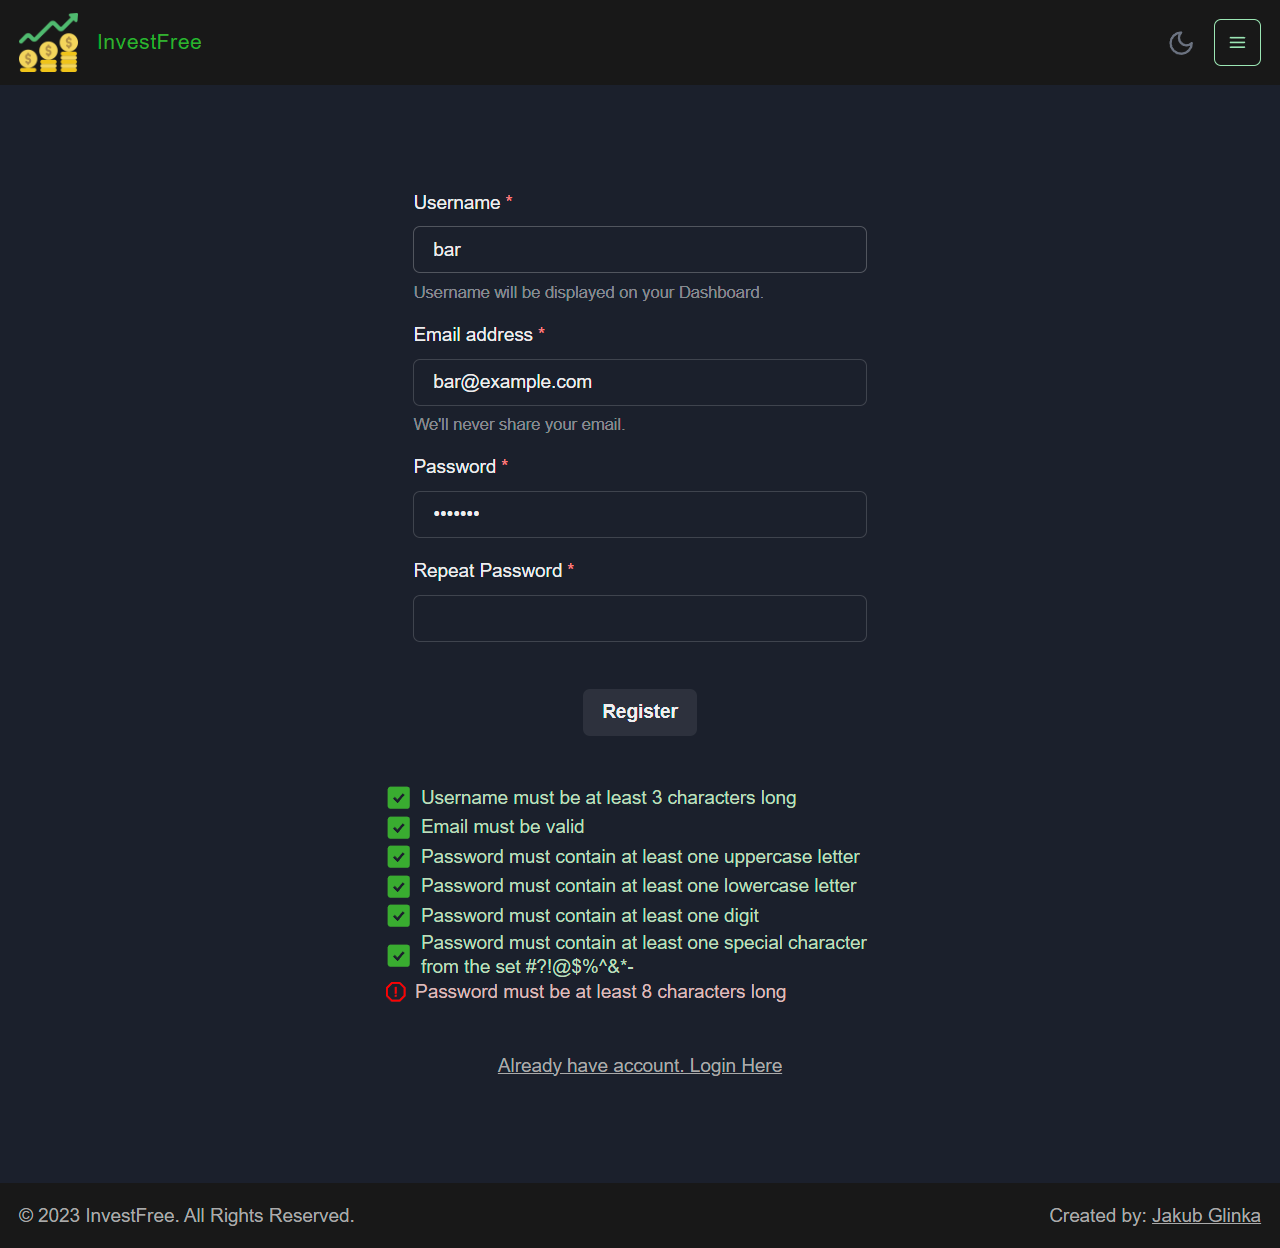 InvestFree
Username *
bar
Username will be displayed on your Dashboard.
Email address *
bar@example.com
We'll never share your email.
Password *
•••••••
Repeat Password *
Register
Username must be at least 3 characters long
Email must be valid
Password must contain at least one uppercase letter
Password must contain at least one lowercase letter
Password must contain at least one digit
Password must contain at least one special character
from the set #?!@$%^&*-
Password must be at least 8 characters long
Already have account. Login Here
© 2023 InvestFree. All Rights Reserved.
Created by: Jakub Glinka